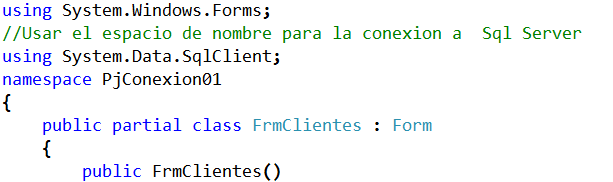 using System.Windows.Forms;
//Usar el espacio de nombre para la conexion a  Sql Server
using System.Data.SqlClient;
namespace PjConexion01
{
    public partial class FrmClientes : Form
    {
        public FrmClientes()